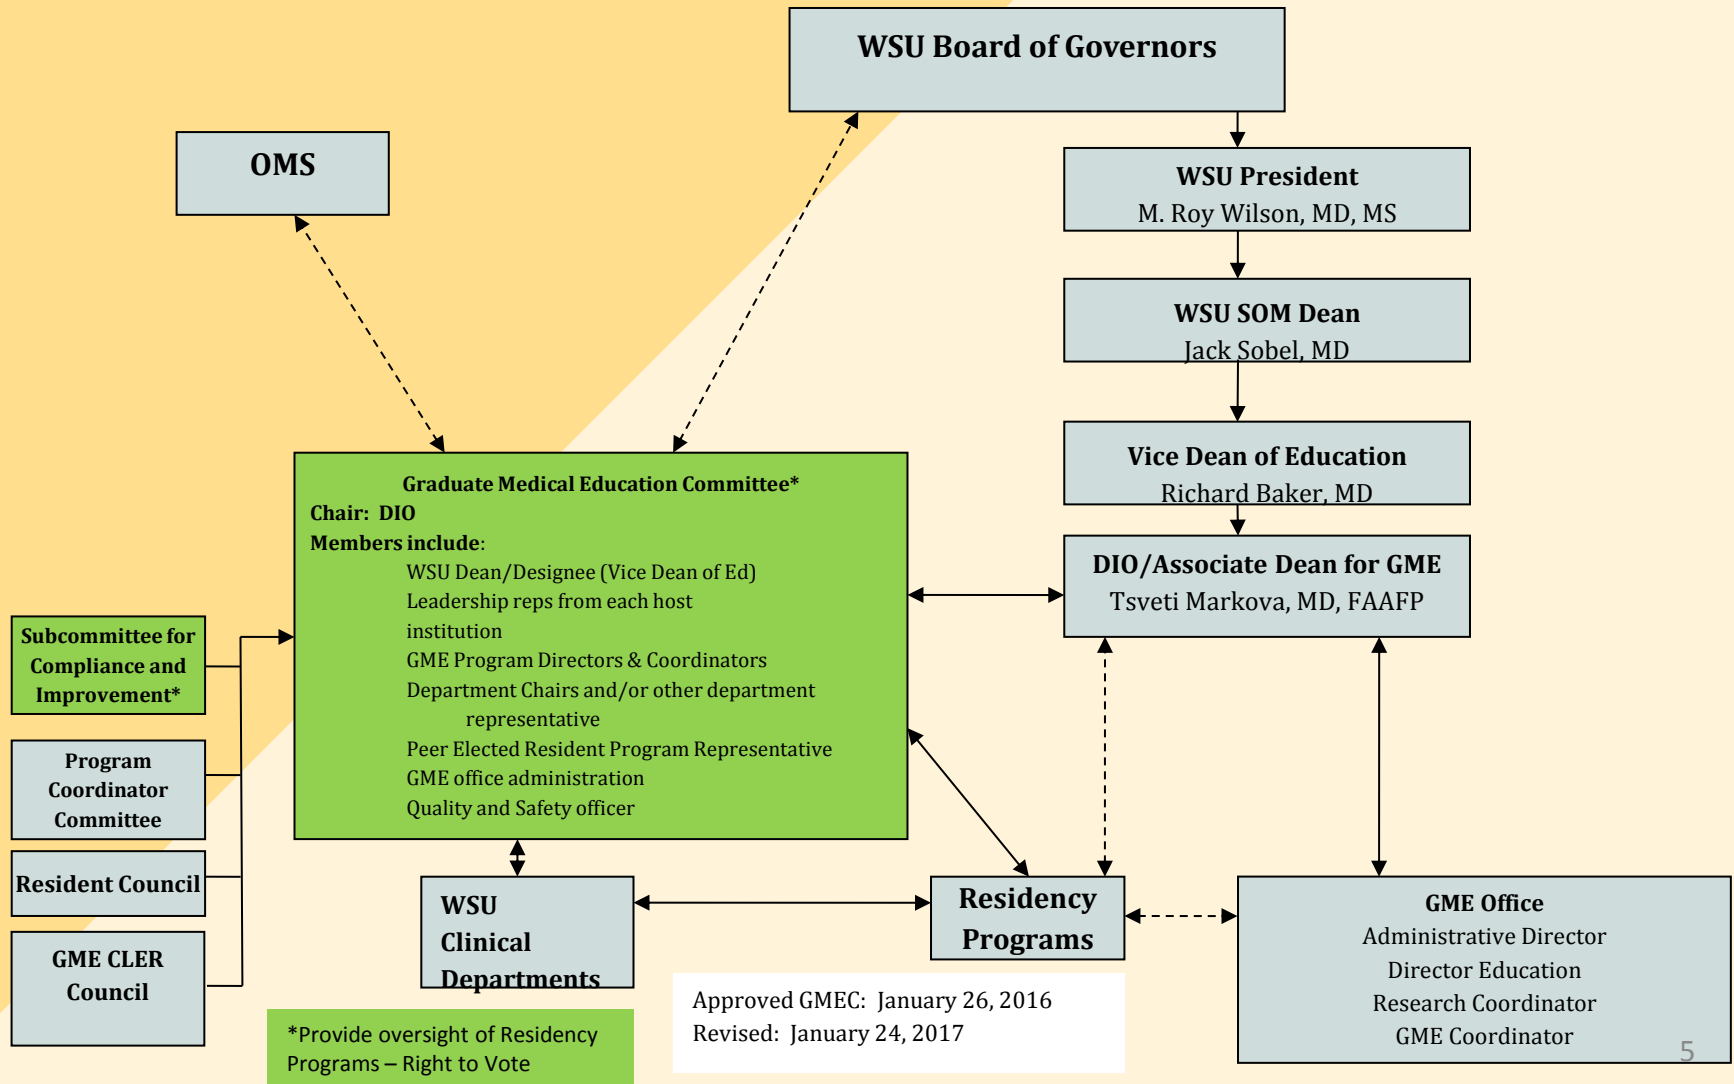 WSU Board of Governors
OMS
WSU President
M. Roy Wilson, MD, MS
WSU SOM Dean
Jack Sobel, MD
Vice Dean of Education
Richard Baker, MD
DIO/Associate Dean for GME
Tsveti Markova, MD, FAAFP
Graduate Medical Education Committee*
Chair: DIO
Members include:
WSU Dean/Designee (Vice Dean of Ed)
Leadership reps from each host
institution
GME Program Directors & Coordinators
Department Chairs and/or other department
representative
Peer Elected Resident Program Representative
GME office administration
Quality and Safety officer
Subcommittee for
Compliance and
Improvement*
Program
Coordinator
Committee
Resident Council
GME CLER
Council
WSU
Clinical
Departments
Residency
Programs
GME Office
Administrative Director
Director Education
Research Coordinator
GME Coordinator
*Provide oversight of Residency
Programs – Right to Vote
Approved GMEC: January 26, 2016
Revised: January 24, 2017
5